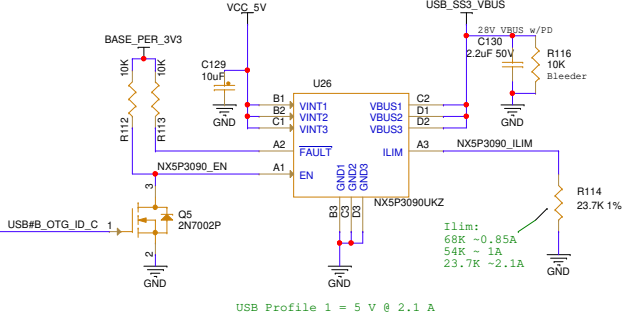 VCC_5V
USB_SS3_VBUS
28V VBUS w/PD
BASE_PER_3V3
C130
2.2uF 50V
R116
10K
Bleeder
10K
10K
C129
10uF
U26
GND
GND
B1
B2
C1
VINT1
VINT2
VINT3
VBUS1
VBUS2
VBUS3
C2
D1
D2
R112
R113
A2
FAULT
ILIM
A3
NX5P3090_ILIM
NX5P3090_EN
A1
EN
GND1
GND2
GND3
NX5P3090UKZ
B3
C3
D3
R114
23.7K 1%
3
Q5
2N7002P
USB#B_OTG_ID_C
1
2
GND
GND
GND
Ilim:
68K ~0.85A
54K ~ 1A
23.7K ~2.1A
USB Profile 1 = 5 V @ 2.1 A